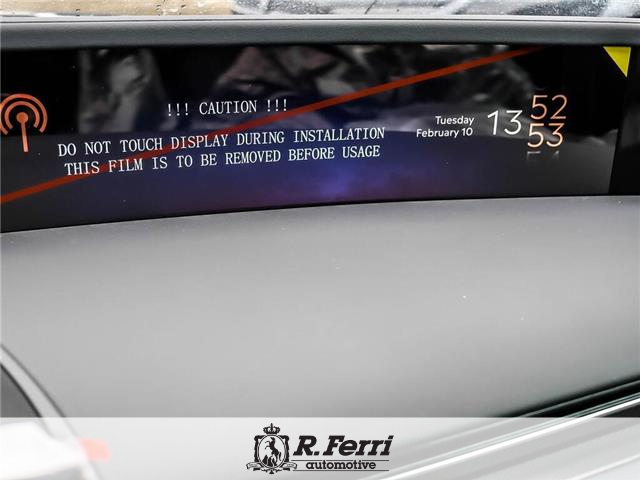 !!! CAUTION !!!
DO NOT TOUCH DISPLAY DURING INSTALLATION
THIS FILM IS TO BE REMOVED BEFORE USAGE
Tuesday
February 10
13 52
53
R. Ferri
automotive